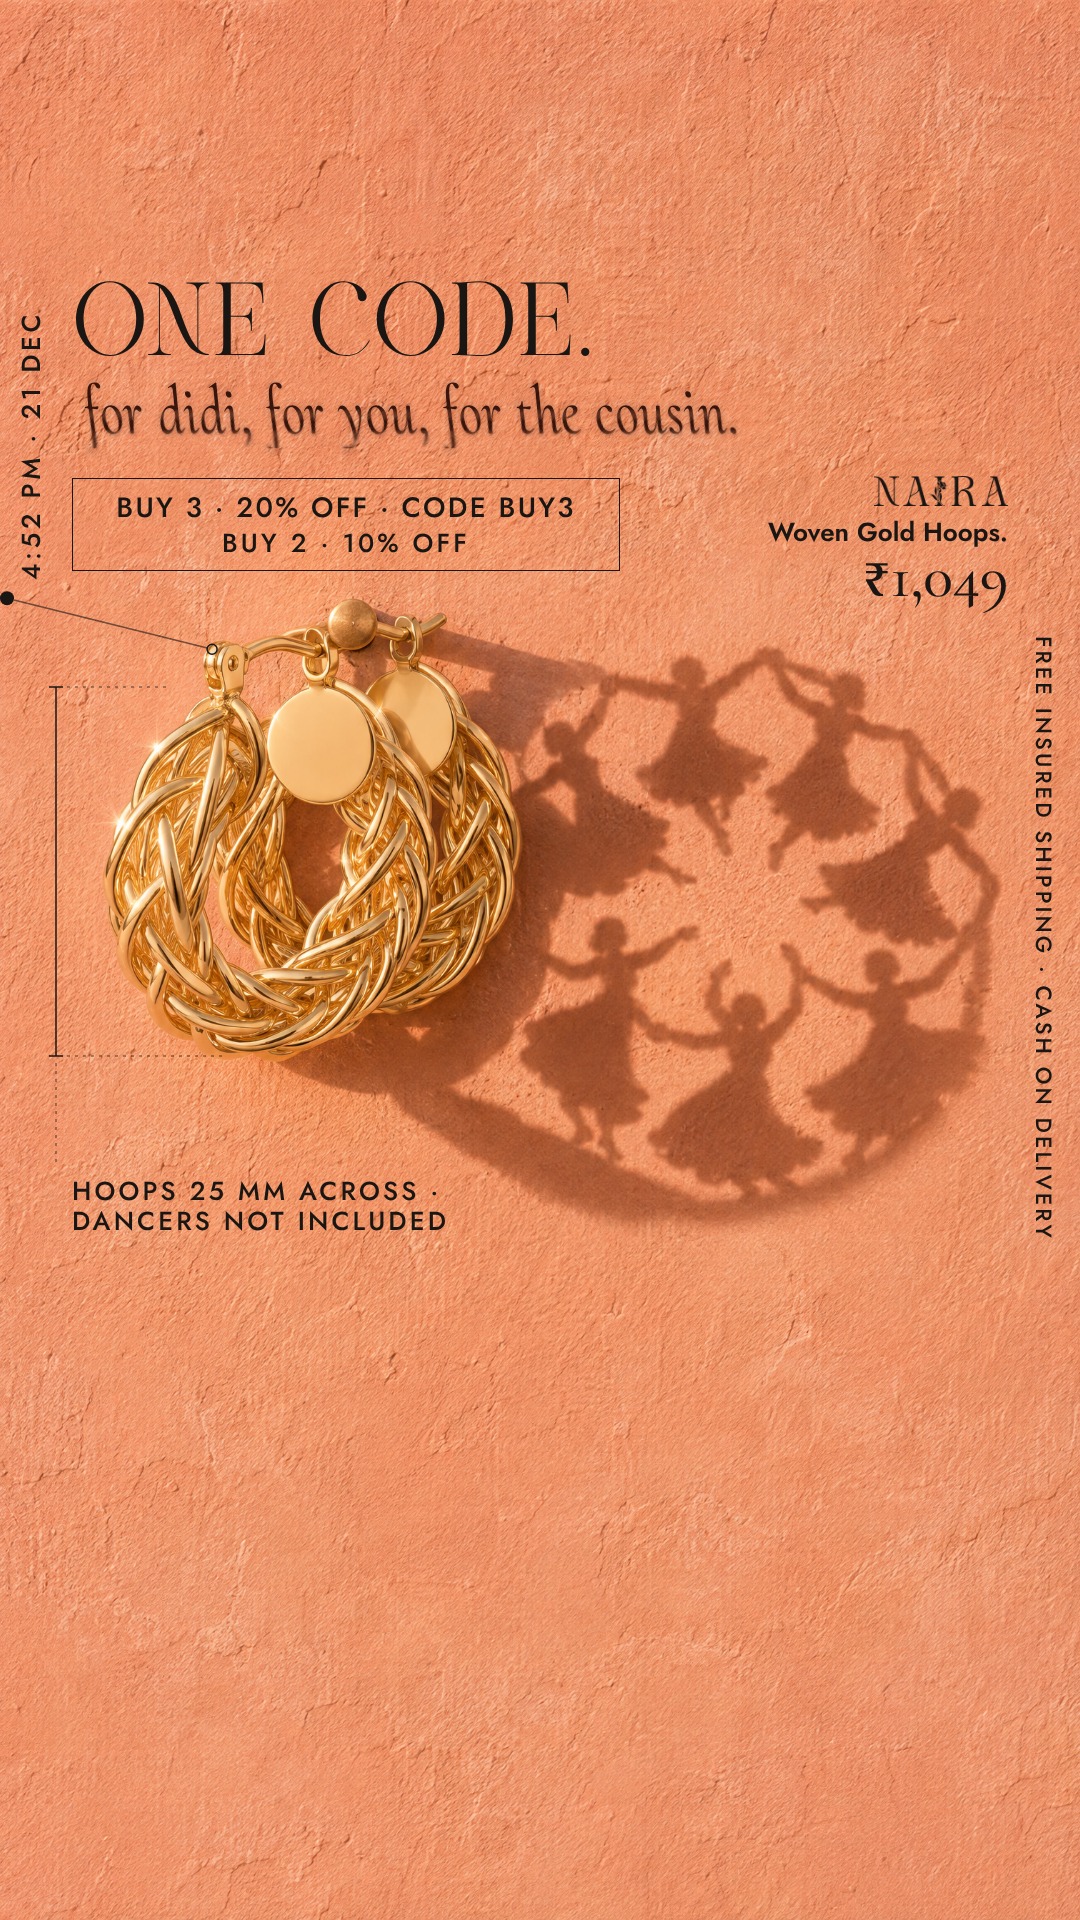 ONE CODE.
for didi, for you, for the cousin.
4:52 PM · 21 DEC
BUY 3 · 20% OFF · CODE BUY3
BUY 2 · 10% OFF
NAIRA
Woven Gold Hoops.
₹1,049
FREE INSURED SHIPPING · CASH ON DELIVERY
HOOPS 25 MM ACROSS ·
DANCERS NOT INCLUDED